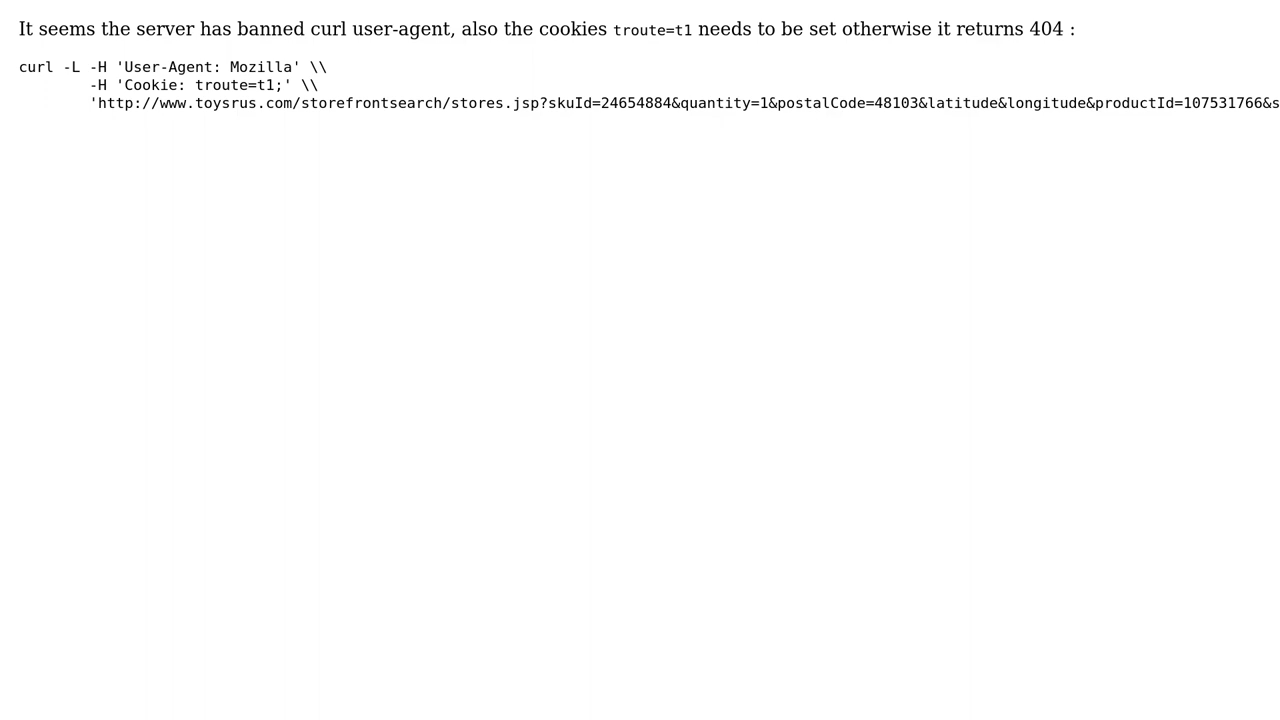 It seems the server has banned curl user-agent, also the cookies troute=t1 needs to be set otherwise it returns 404 :
curl -L -H 'User-Agent: Mozilla' \\
        -H 'Cookie: troute=t1;' \\
        'http://www.toysrus.com/storefrontsearch/stores.jsp?skuId=24654884&quantity=1&postalCode=48103&latitude&longitude&productId=107531766&s